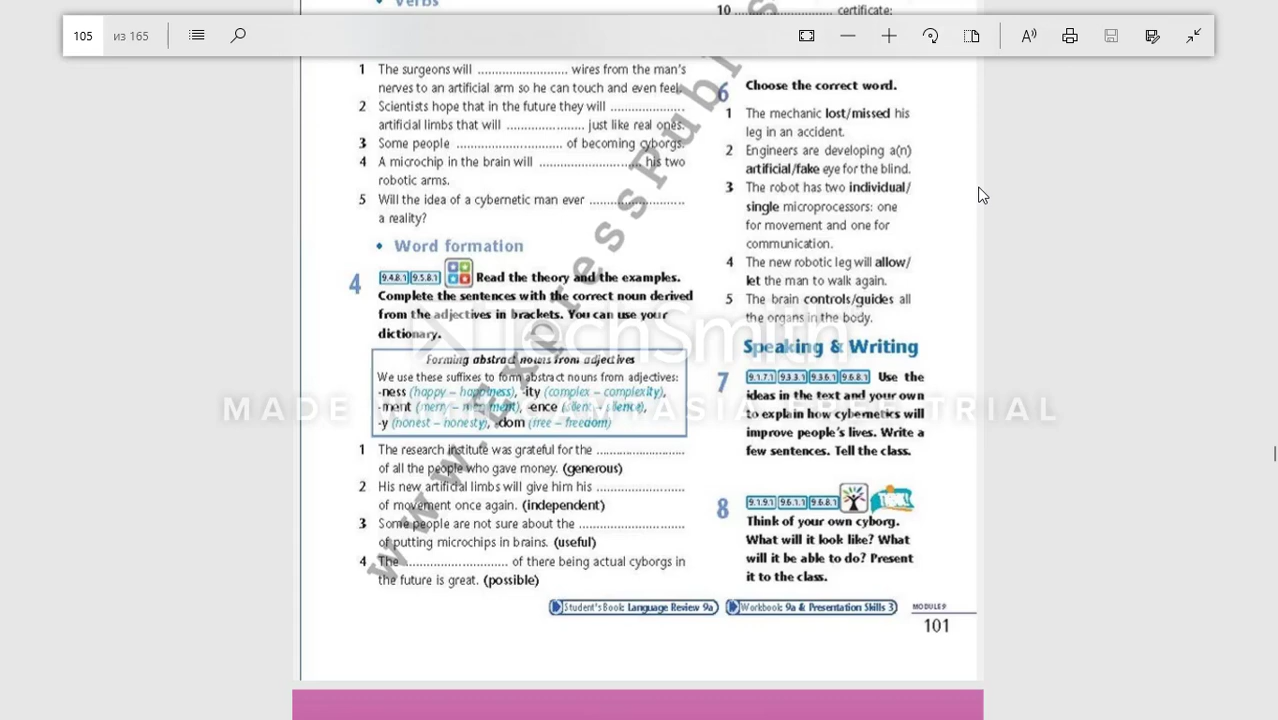 105 из 165
Verbs
1 The surgeons will ......................... wires from the man's
nerves to an artificial arm so he can touch and even feel.
2 Scientists hope that in the future they will .....................
artificial limbs that will ..................... just like real ones.
3 Some people ............................. of becoming cyborgs.
4 A microchip in the brain will ............................ his two
robotic arms.
5 Will the idea of a cybernetic man ever ..........................
a reality?
• Word formation
4 9.4.8.1 9.5.8.1 Read the theory and the examples.
Complete the sentences with the correct noun derived
from the adjectives in brackets. You can use your
dictionary.
Forming abstract nouns from adjectives
We use these suffixes to form abstract nouns from adjectives:
-ness (happy – happiness), -ity (complex – complexity),
-ment (merry – merriment), -ence (silent – silence),
-y (honest – honesty), -dom (free – freedom)
1 The research institute was grateful for the ........................
of all the people who gave money. (generous)
2 His new artificial limbs will give him his ........................
of movement once again. (independent)
3 Some people are not sure about the .............................
of putting microchips in brains. (useful)
4 The ............................ of there being actual cyborgs in
the future is great. (possible)
10 ........................... certificate:
6 Choose the correct word.
1 The mechanic lost/missed his
leg in an accident.
2 Engineers are developing a(n)
artificial/fake eye for the blind.
3 The robot has two individual/
single microprocessors: one
for movement and one for
communication.
4 The new robotic leg will allow/
let the man to walk again.
5 The brain controls/guides all
the organs in the body.
Speaking & Writing
7 9.1.7.1 9.3.3.1 9.3.6.1 9.6.8.1 Use the
ideas in the text and your own
to explain how cybernetics will
improve people's lives. Write a
few sentences. Tell the class.
8 9.1.9.1 9.6.1.1 9.6.8.1
Think of your own cyborg.
What will it look like? What
will it be able to do? Present
it to the class.
Student's Book: Language Review 9a Workbook: 9a & Presentation Skills 3
MODULE 9
101
www.ExpressPubl
TechSmith
MADE WITH CAMTASIA FREE TRIAL